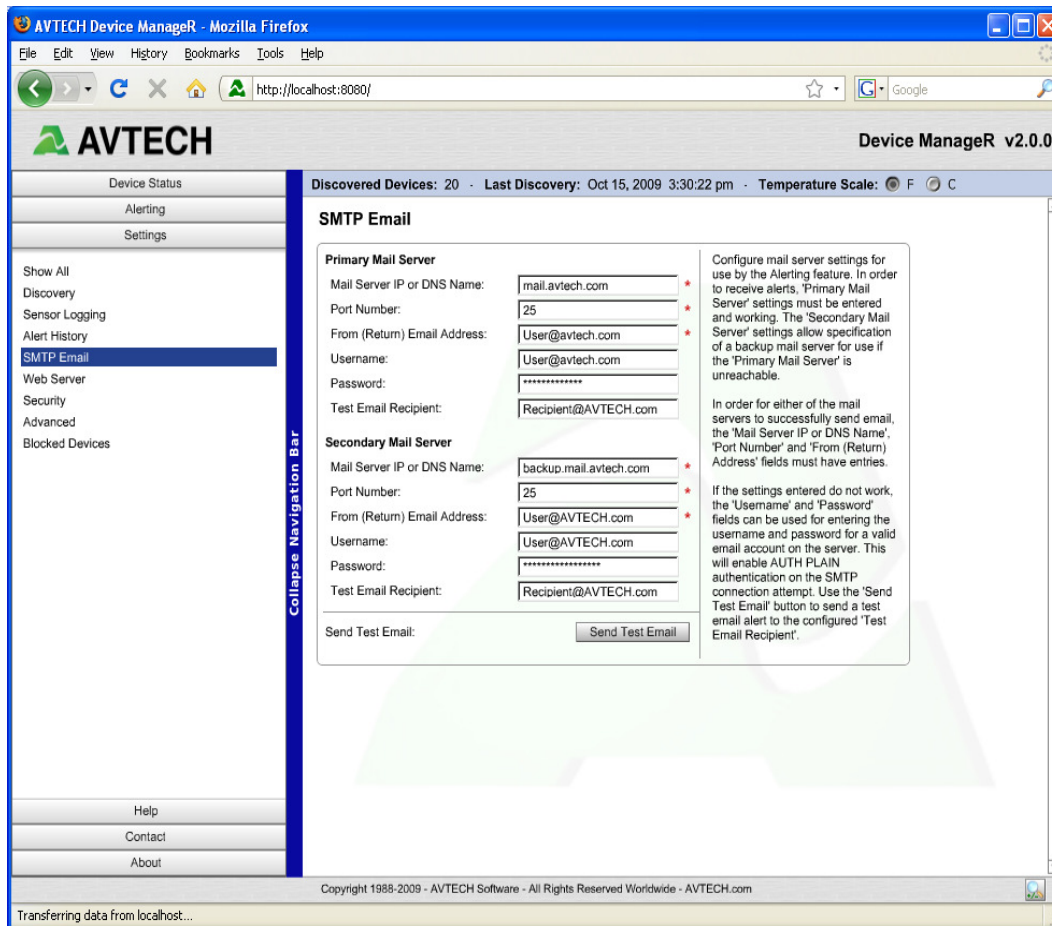 AVTECH Device ManageR - Mozilla Firefox
File Edit View History Bookmarks Tools Help
http://localhost:8080/
G Google
AVTECH
Device ManageR v2.0.0
Device Status
Alerting
Settings
Show All
Discovery
Sensor Logging
Alert History
SMTP Email
Web Server
Security
Advanced
Blocked Devices
Help
Contact
About
Collapse Navigation Bar
Discovered Devices: 20 - Last Discovery: Oct 15, 2009 3:30:22 pm - Temperature Scale: F C
SMTP Email
Primary Mail Server
Mail Server IP or DNS Name: mail.avtech.com *
Port Number: 25 *
From (Return) Email Address: User@avtech.com *
Username: User@avtech.com
Password: *************
Test Email Recipient: Recipient@AVTECH.com
Secondary Mail Server
Mail Server IP or DNS Name: backup.mail.avtech.com *
Port Number: 25 *
From (Return) Email Address: User@AVTECH.com *
Username: User@AVTECH.com
Password: *****************
Test Email Recipient: Recipient@AVTECH.com
Send Test Email: Send Test Email
Configure mail server settings for
use by the Alerting feature. In order
to receive alerts, 'Primary Mail
Server' settings must be entered
and working. The 'Secondary Mail
Server' settings allow specification
of a backup mail server for use if
the 'Primary Mail Server' is
unreachable.
In order for either of the mail
servers to successfully send email,
the 'Mail Server IP or DNS Name',
'Port Number' and 'From (Return)
Address' fields must have entries.
If the settings entered do not work,
the 'Username' and 'Password'
fields can be used for entering the
username and password for a valid
email account on the server. This
will enable AUTH PLAIN
authentication on the SMTP
connection attempt. Use the 'Send
Test Email' button to send a test
email alert to the configured 'Test
Email Recipient'.
Copyright 1988-2009 - AVTECH Software - All Rights Reserved Worldwide - AVTECH.com
Transferring data from localhost...